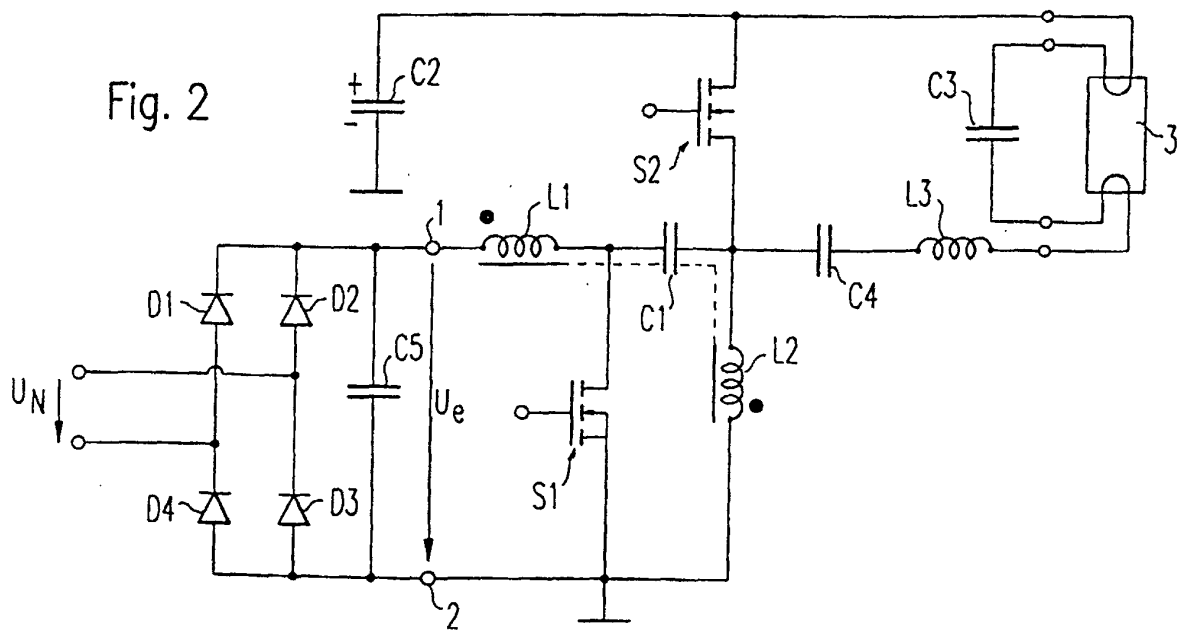 Fig. 2
+
-
C2
S2
C3
3
1
L1
L3
D1
D2
C5
C1
C4
L2
U_N
U_e
D4
D3
S1
2